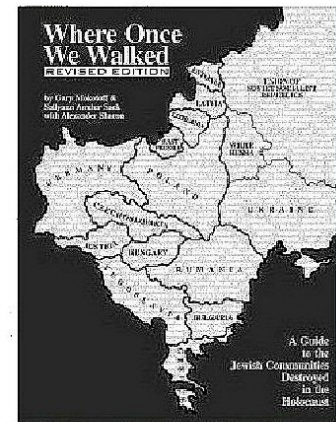 Where Once
We Walked
REVISED EDITION
by Gary Mokotoff &
Sallyann Amdur Sack
with Alexander Sharon
ESTONIA
LATVIA
LITHUANIA
UNION OF
SOVIET SOCIALIST
REPUBLICS
EAST
PRUSSIA
WHITE
RUSSIA
GERMANY
POLAND
UKRAINE
CZECHOSLOVAKIA
AUSTRIA
HUNGARY
RUMANIA
YUGOSLAVIA
BULGARIA
A Guide
to the
Jewish Communities
Destroyed
in the
Holocaust